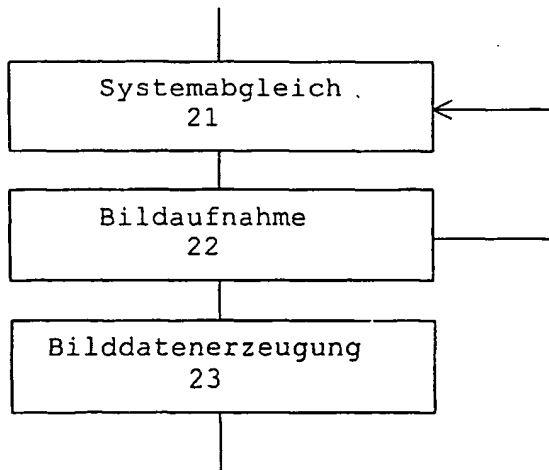 Systemabgleich
21
Bildaufnahme
22
Bilddatenerzeugung
23